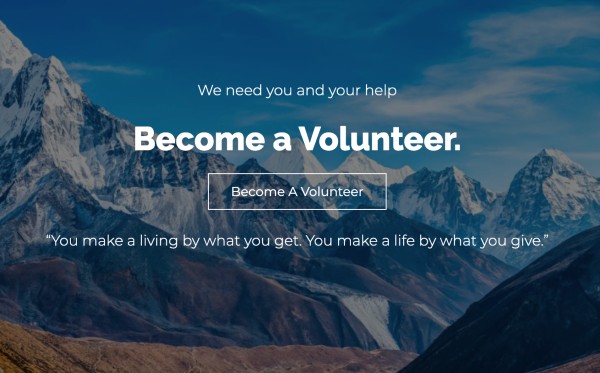 We need you and your help
Become a Volunteer.
Become A Volunteer
“You make a living by what you get. You make a life by what you give.”